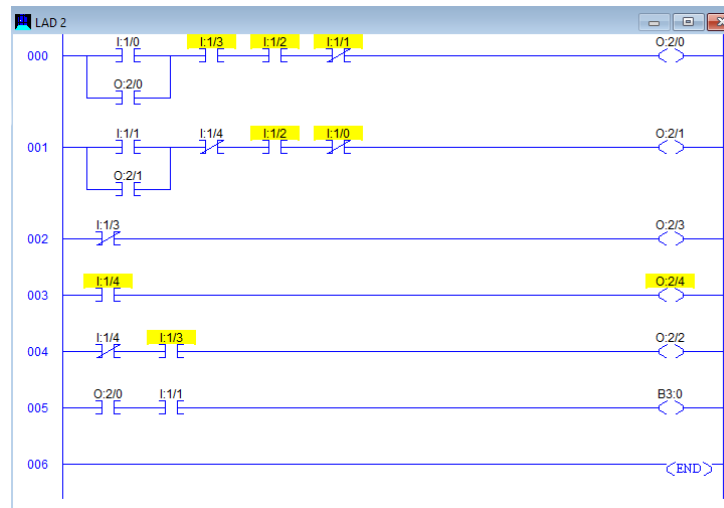 LAD 2
I:1/0 I:1/3 I:1/2 I:1/1 O:2/0
000
O:2/0
I:1/1 I:1/4 I:1/2 I:1/0 O:2/1
001
O:2/1
I:1/3 O:2/3
002
I:1/4 O:2/4
003
I:1/4 I:1/3 O:2/2
004
O:2/0 I:1/1 B3:0
005
006 END